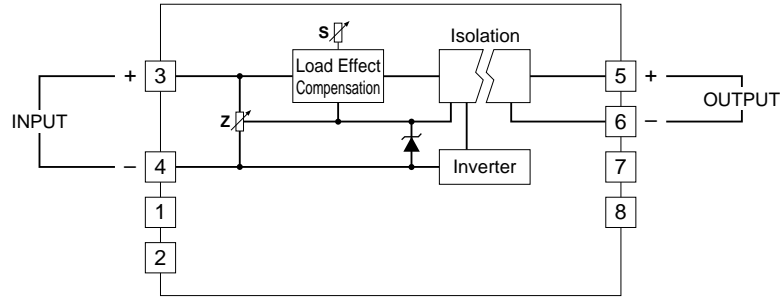 S
Isolation
+ 3
Load Effect
Compensation
5 +
INPUT
Z
OUTPUT
6 –
– 4
Inverter
7
1
8
2